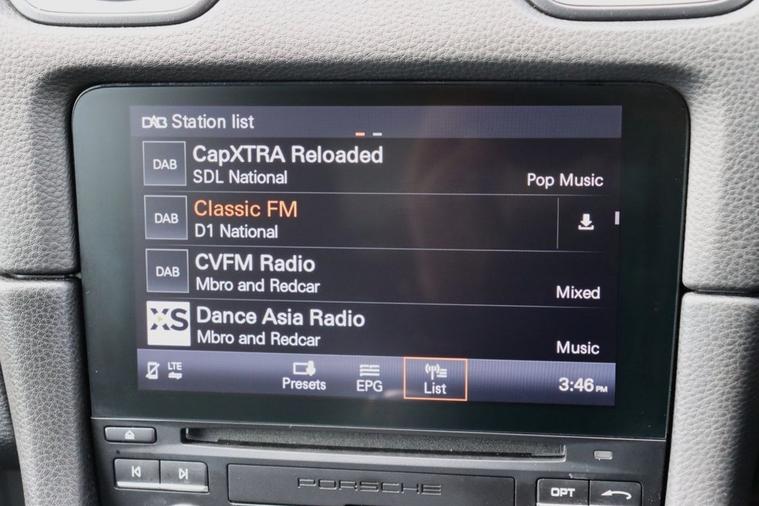 DAB Station list
DAB CapXTRA Reloaded
SDL National
Pop Music
DAB Classic FM
D1 National
DAB CVFM Radio
Mbro and Redcar
Mixed
XS Dance Asia Radio
Mbro and Redcar
Music
LTE
Presets
EPG
List
3:46 PM
PORSCHE
OPT